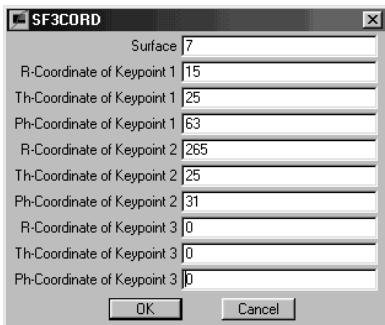 SF3CORD
Surface 7
R-Coordinate of Keypoint 1 15
Th-Coordinate of Keypoint 1 25
Ph-Coordinate of Keypoint 1 63
R-Coordinate of Keypoint 2 265
Th-Coordinate of Keypoint 2 25
Ph-Coordinate of Keypoint 2 31
R-Coordinate of Keypoint 3 0
Th-Coordinate of Keypoint 3 0
Ph-Coordinate of Keypoint 3 0
OK Cancel